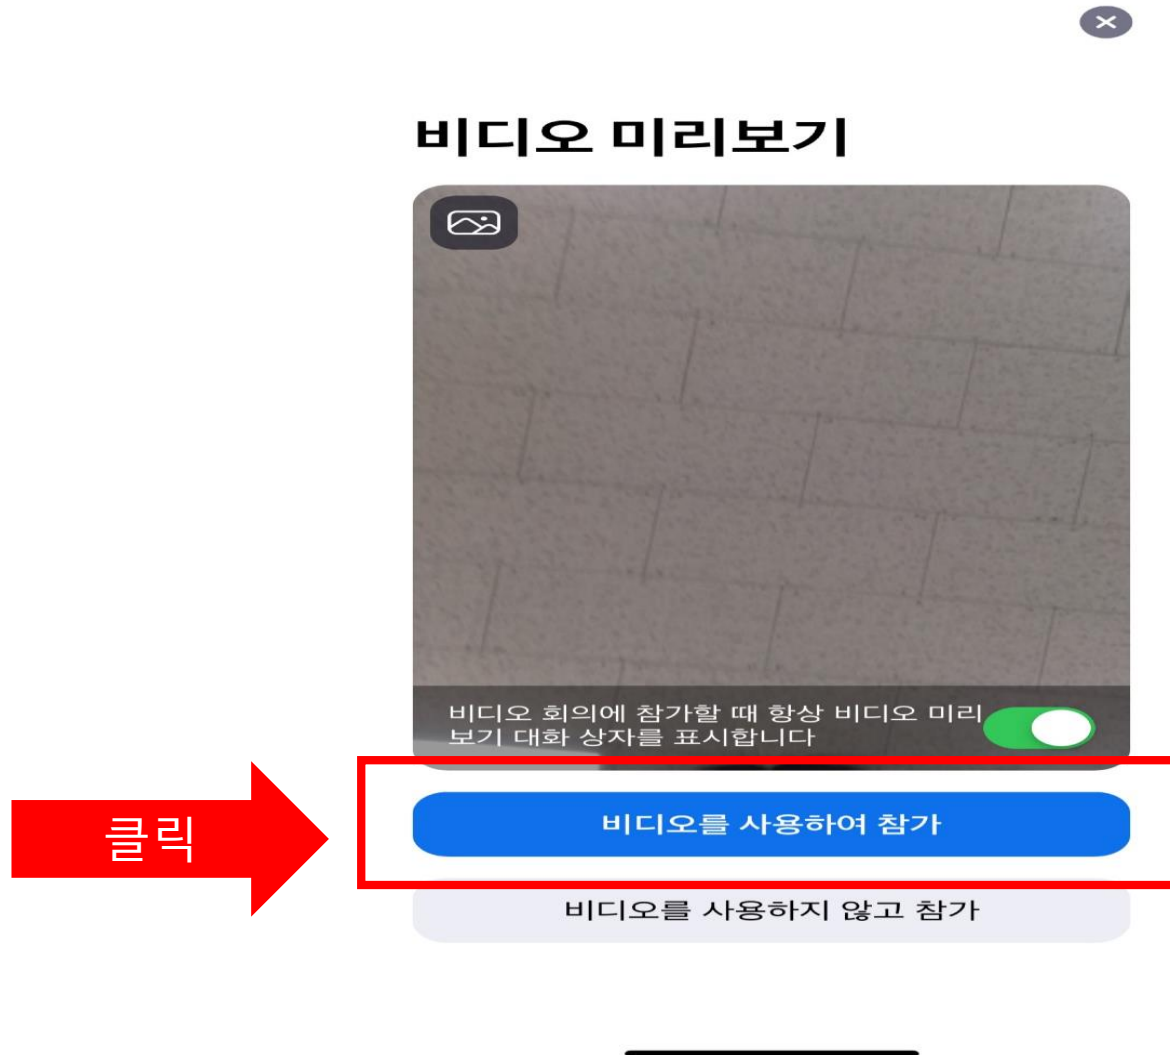 비디오 미리보기
비디오 회의에 참가할 때 항상 비디오 미리
보기 대화 상자를 표시합니다
클릭
비디오를 사용하여 참가
비디오를 사용하지 않고 참가